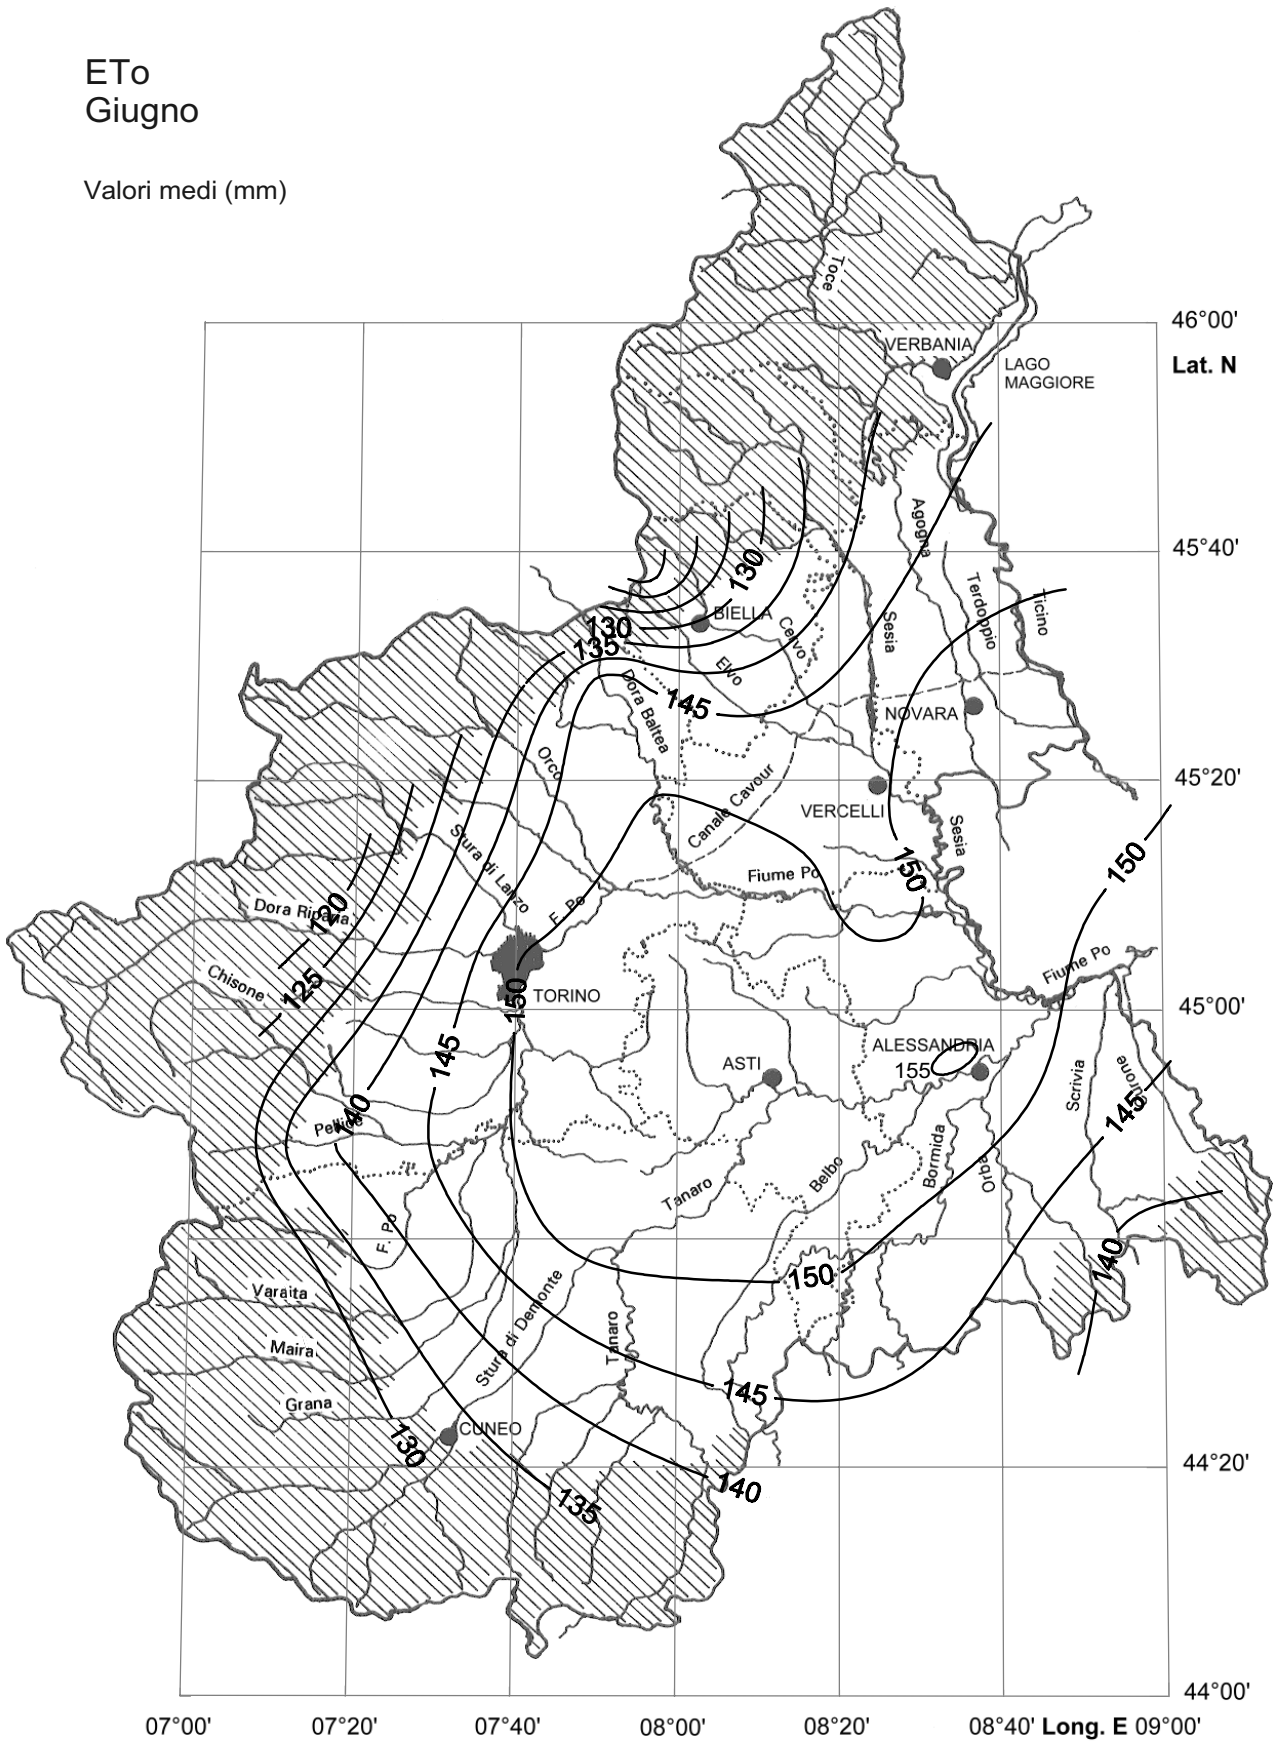 ETo
Giugno
Valori medi (mm)
Toce
46°00'
VERBANIA
Lat. N
LAGO
MAGGIORE
Agogna
45°40'
130
Terdoppio
Ticino
BIELLA
Cervo
Sesia
130
135
Elvo
Dora Baltea
145
NOVARA
Orco
45°20'
Canale Cavour
VERCELLI
Sesia
Stura di Lanzo
150
150
Fiume Po
120
Dora Riparia
F. Po
Fiume Po
Chisone
125
TORINO
150
45°00'
145
ASTI
ALESSANDRIA
155
Scrivia
145
140
Pellice
Belbo
Bormida
Orba
Tanaro
F. Po
140
150
Varaita
Stura di Demonte
Tanaro
Maira
145
Grana
CUNEO
130
44°20'
140
135
44°00'
07°00'
07°20'
07°40'
08°00'
08°20'
08°40'
Long. E
09°00'